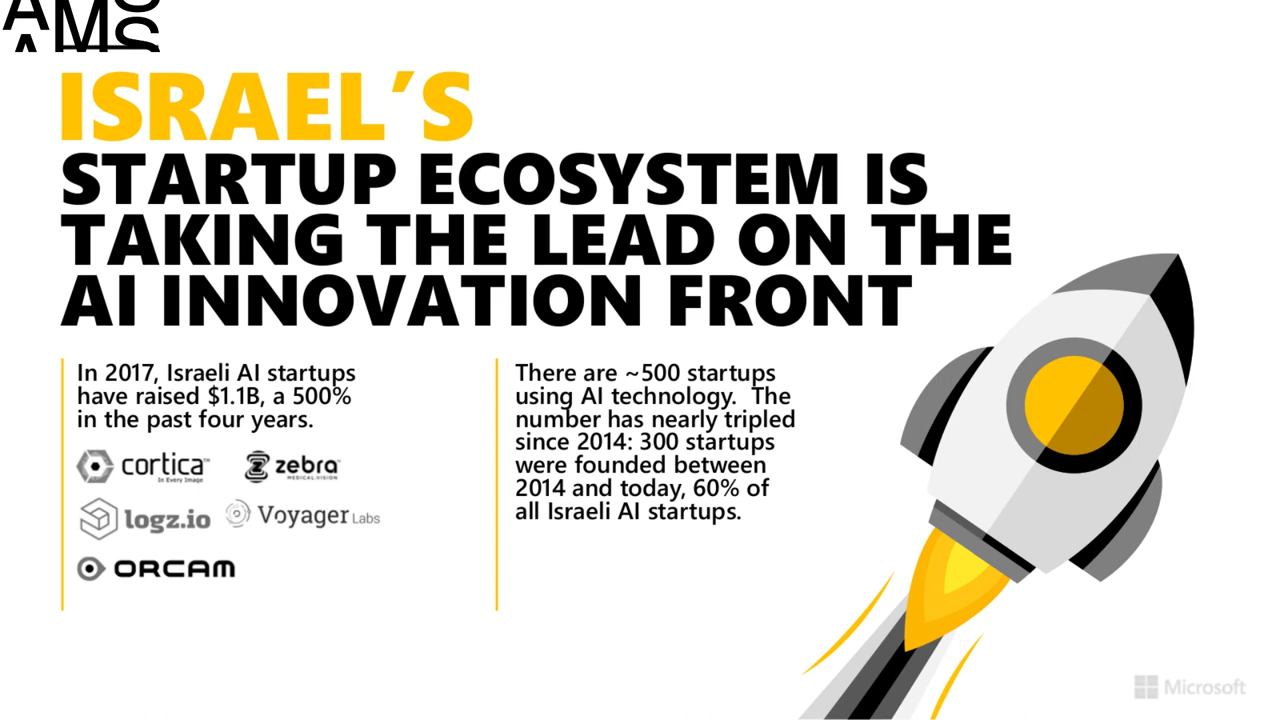 AMS
ISRAEL'S
STARTUP ECOSYSTEM IS
TAKING THE LEAD ON THE
AI INNOVATION FRONT
In 2017, Israeli AI startups
have raised $1.1B, a 500%
in the past four years.
cortica™
In Every Image
zebra™
MEDICAL.VISION
logz.io
Voyager Labs
ORCAM
There are ~500 startups
using AI technology.  The
number has nearly tripled
since 2014: 300 startups
were founded between
2014 and today, 60% of
all Israeli AI startups.
Microsoft